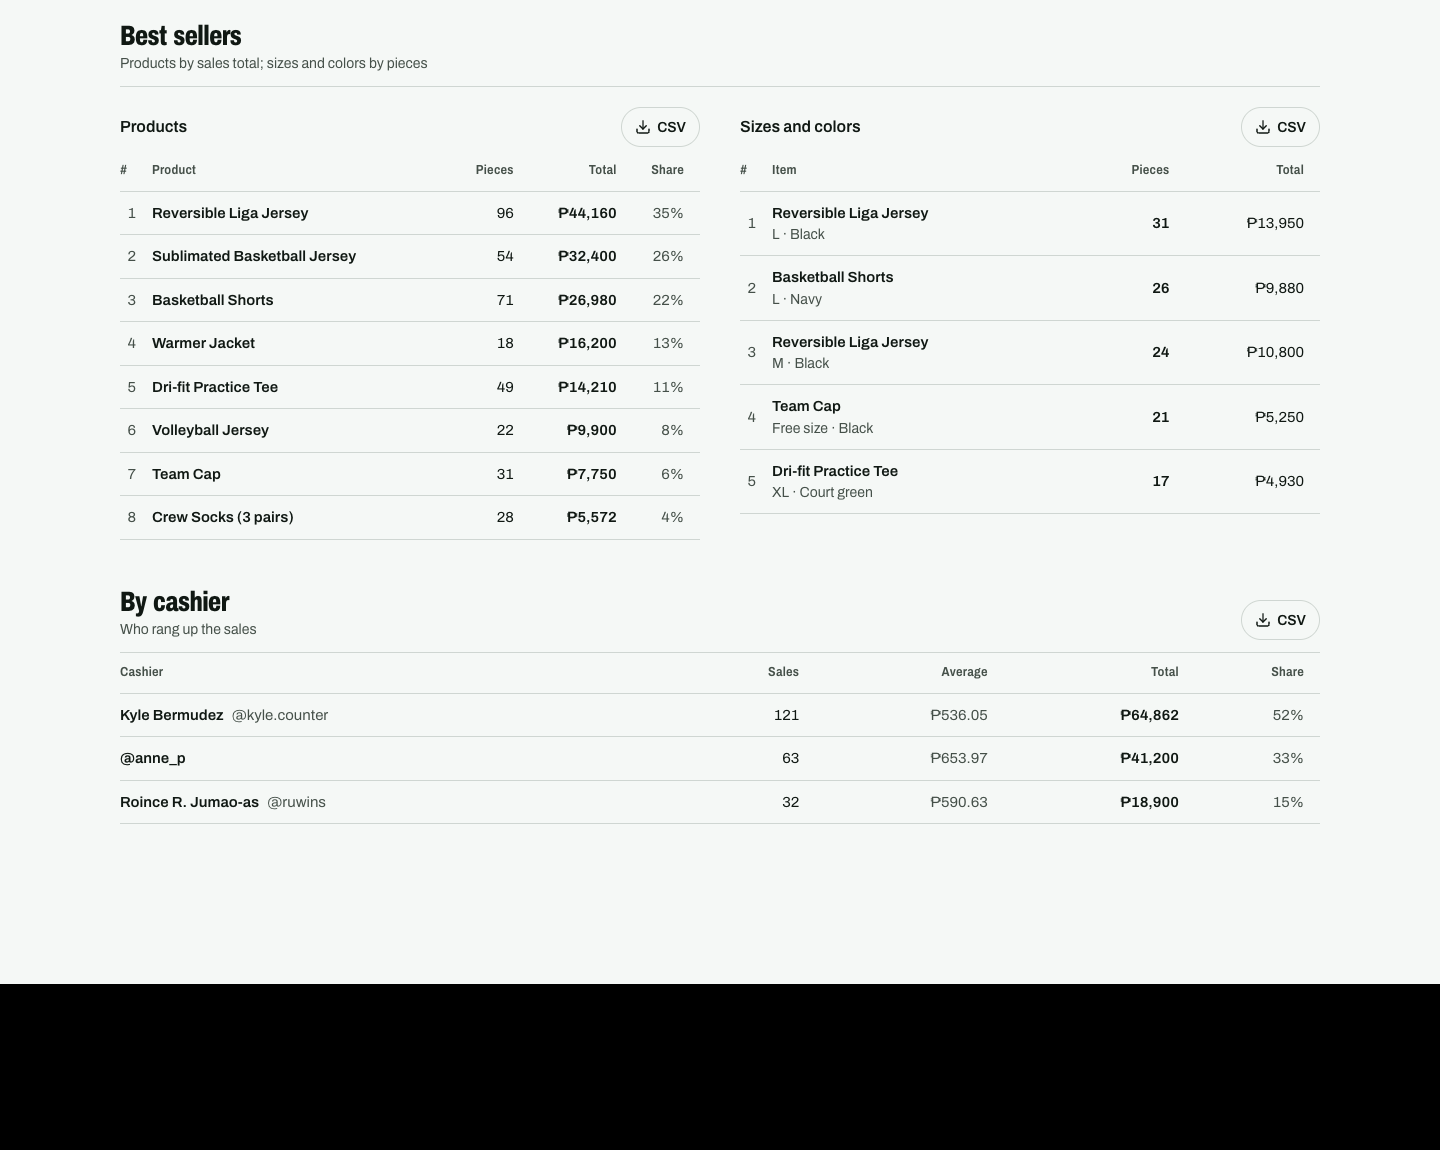 Best sellers
Products by sales total; sizes and colors by pieces
Products
CSV
# Product Pieces Total Share
1 Reversible Liga Jersey 96 ₱44,160 35%
2 Sublimated Basketball Jersey 54 ₱32,400 26%
3 Basketball Shorts 71 ₱26,980 22%
4 Warmer Jacket 18 ₱16,200 13%
5 Dri-fit Practice Tee 49 ₱14,210 11%
6 Volleyball Jersey 22 ₱9,900 8%
7 Team Cap 31 ₱7,750 6%
8 Crew Socks (3 pairs) 28 ₱5,572 4%
Sizes and colors
CSV
# Item Pieces Total
1 Reversible Liga Jersey 31 ₱13,950
L · Black
2 Basketball Shorts 26 ₱9,880
L · Navy
3 Reversible Liga Jersey 24 ₱10,800
M · Black
4 Team Cap 21 ₱5,250
Free size · Black
5 Dri-fit Practice Tee 17 ₱4,930
XL · Court green
By cashier
Who rang up the sales
CSV
Cashier Sales Average Total Share
Kyle Bermudez @kyle.counter 121 ₱536.05 ₱64,862 52%
@anne_p 63 ₱653.97 ₱41,200 33%
Roince R. Jumao-as @ruwins 32 ₱590.63 ₱18,900 15%